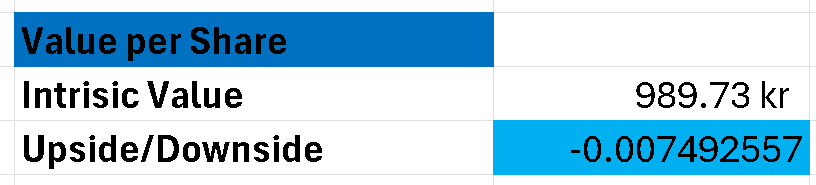 Value per Share
Intrisic Value 989.73 kr
Upside/Downside -0.007492557